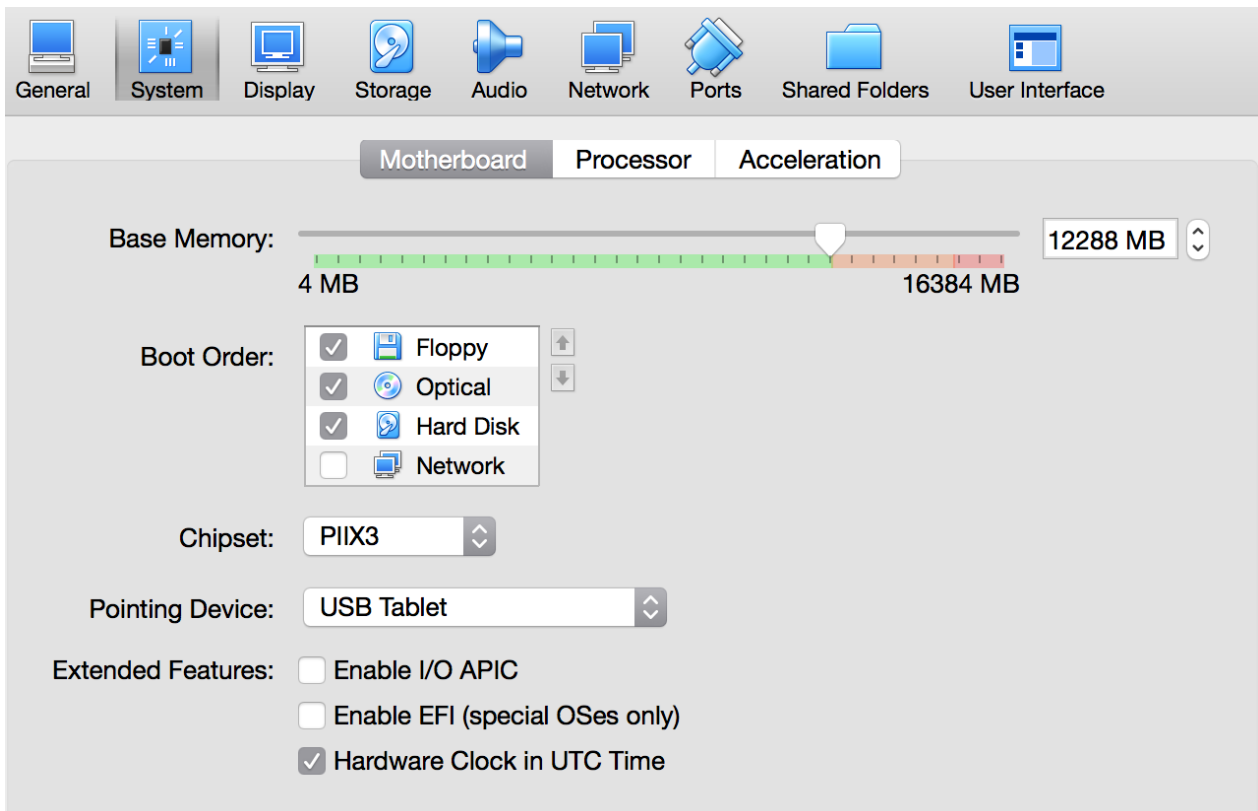 General System Display Storage Audio Network Ports Shared Folders User Interface
Motherboard Processor Acceleration
Base Memory: 12288 MB
4 MB 16384 MB
Boot Order: Floppy
Optical
Hard Disk
Network
Chipset: PIIX3
Pointing Device: USB Tablet
Extended Features: Enable I/O APIC
Enable EFI (special OSes only)
Hardware Clock in UTC Time